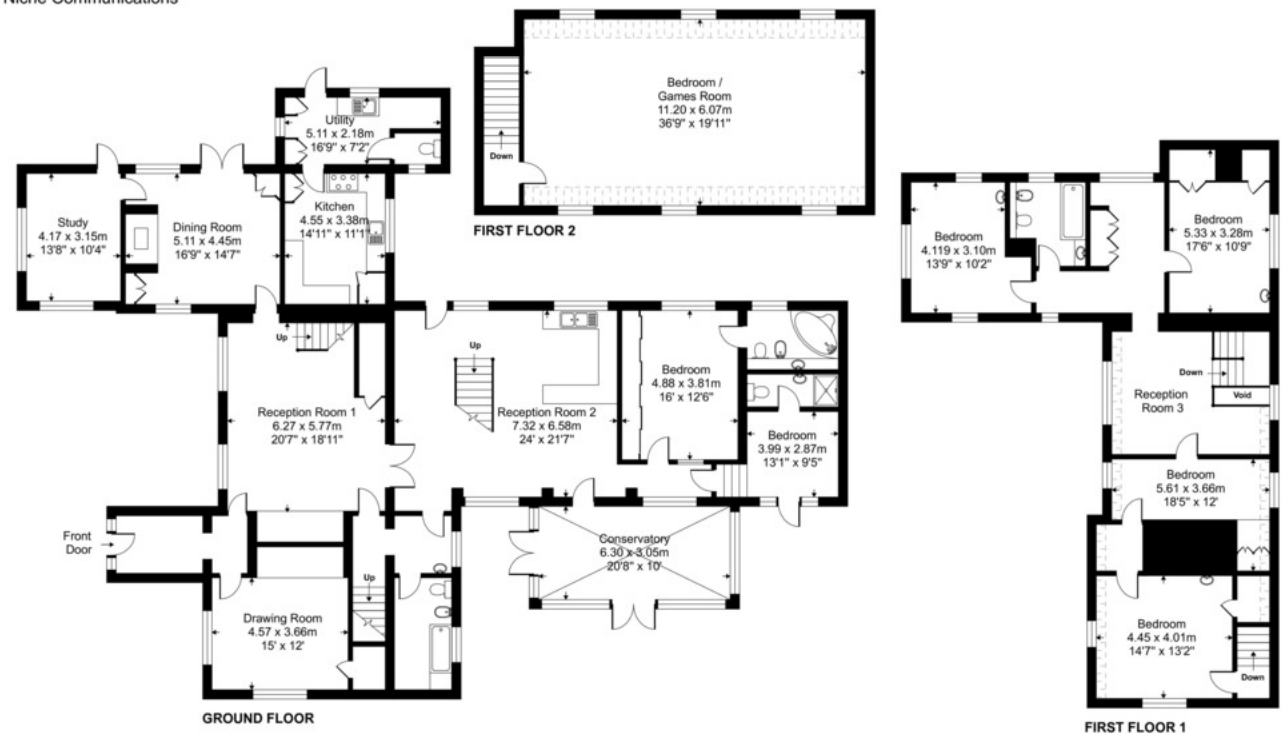 Niche Communications
Bedroom /
Games Room
11.20 x 6.07m
36'9" x 19'11"
Down
FIRST FLOOR 2
Utility
5.11 x 2.18m
16'9" x 7'2"
Kitchen
4.55 x 3.38m
14'11" x 11'1"
Study
4.17 x 3.15m
13'8" x 10'4"
Dining Room
5.11 x 4.45m
16'9" x 14'7"
Up
Reception Room 1
6.27 x 5.77m
20'7" x 18'11"
Up
Reception Room 2
7.32 x 6.58m
24' x 21'7"
Bedroom
4.88 x 3.81m
16' x 12'6"
Bedroom
3.99 x 2.87m
13'1" x 9'5"
Front
Door
Conservatory
6.30 x 3.05m
20'8" x 10'
Up
Drawing Room
4.57 x 3.66m
15' x 12'
GROUND FLOOR
Bedroom
4.119 x 3.10m
13'9" x 10'2"
Bedroom
5.33 x 3.28m
17'6" x 10'9"
Down
Void
Reception
Room 3
Bedroom
5.61 x 3.66m
18'5" x 12'
Bedroom
4.45 x 4.01m
14'7" x 13'2"
Down
FIRST FLOOR 1